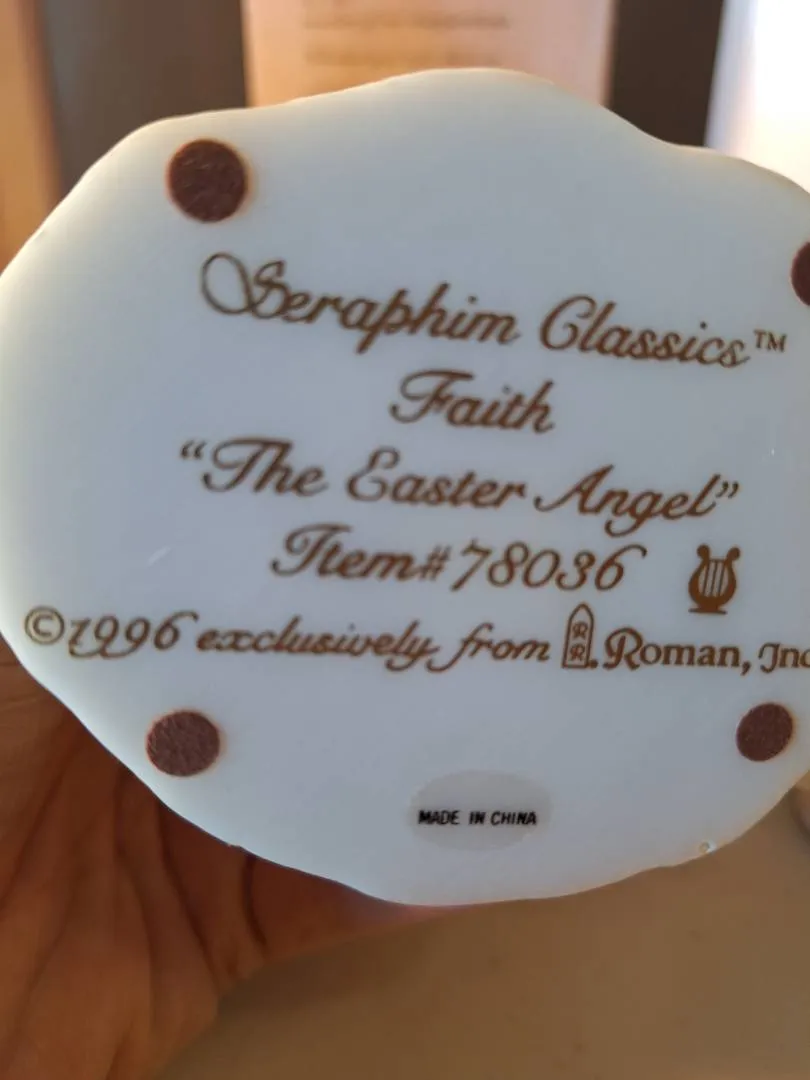 Seraphim Classics™
Faith
“The Easter Angel”
Item#78036
©1996 exclusively from R R. Roman, Inc
MADE IN CHINA